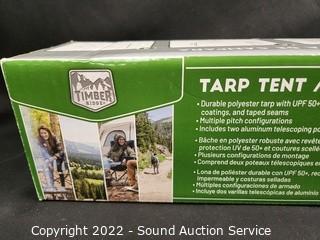 TIMBER
RIDGE
TARP TENT /
• Durable polyester tarp with UPF 50+
coatings, and taped seams
• Multiple pitch configurations
• Includes two aluminum telescoping po
• Bâche en polyester robuste avec revête
protection UV de 50+ et coutures scellé
• Plusieurs configurations de montage
• Comprend deux poteaux télescopiques e
• Lona de poliéster durable con UPF 50, rec
impermeable y costuras selladas
• Múltiples configuraciones de armado
• Incluye dos varillas telescópicas de aluminio
Copyright 2022 - Sound Auction Service